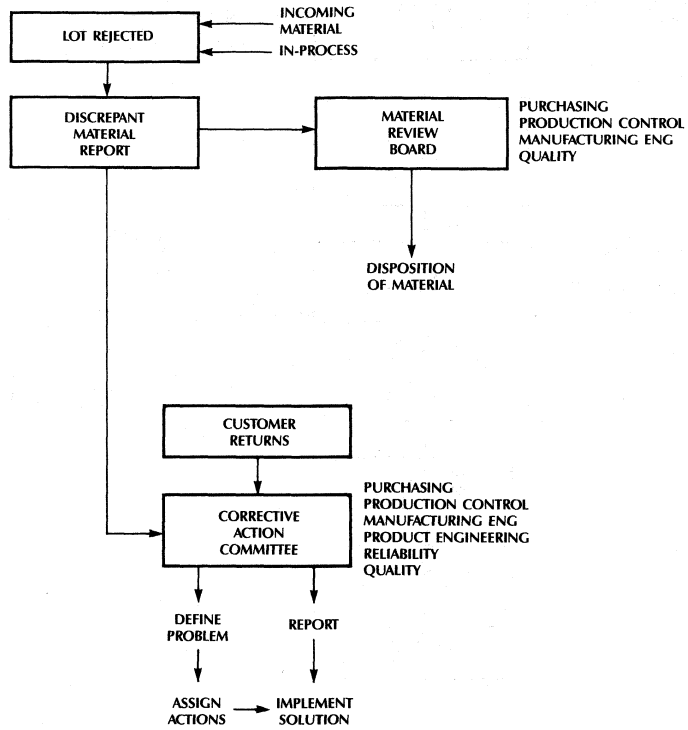 INCOMING
MATERIAL
LOT REJECTED
IN-PROCESS
DISCREPANT
MATERIAL
REPORT
MATERIAL
REVIEW
BOARD
PURCHASING
PRODUCTION CONTROL
MANUFACTURING ENG
QUALITY
DISPOSITION
OF MATERIAL
CUSTOMER
RETURNS
CORRECTIVE
ACTION
COMMITTEE
PURCHASING
PRODUCTION CONTROL
MANUFACTURING ENG
PRODUCT ENGINEERING
RELIABILITY
QUALITY
DEFINE
PROBLEM
REPORT
ASSIGN
ACTIONS
IMPLEMENT
SOLUTION